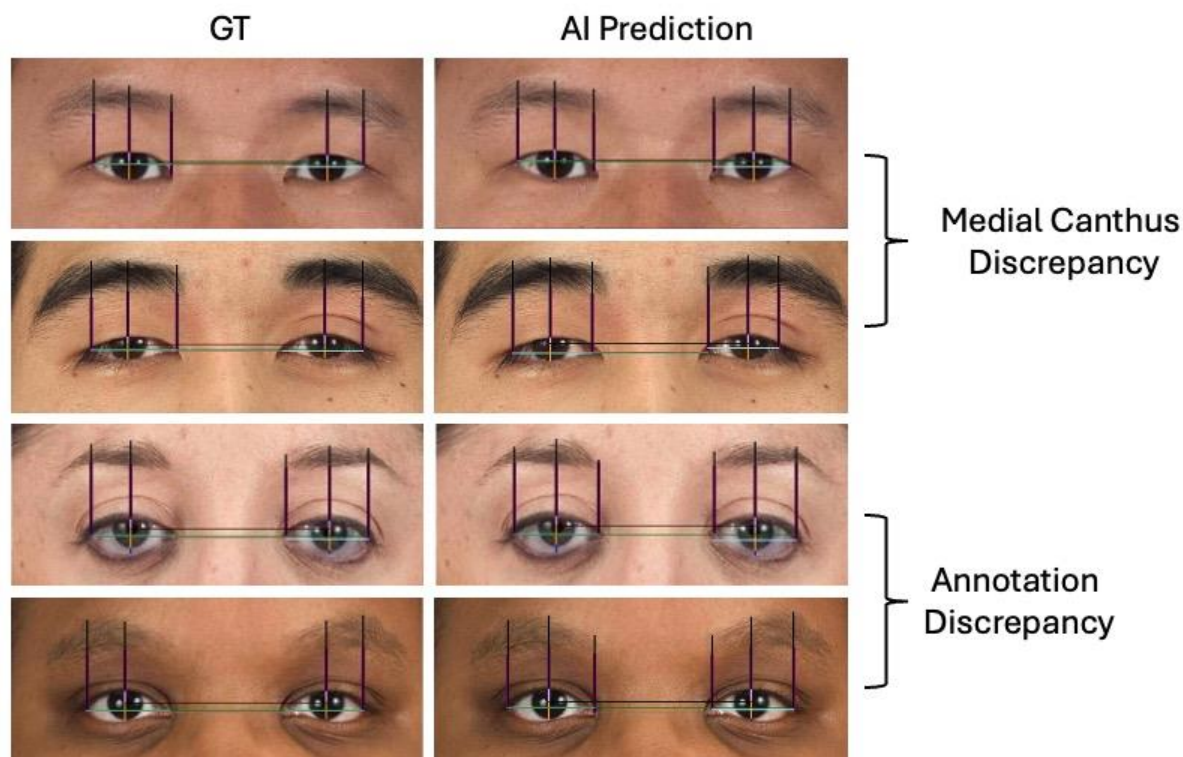 GT
AI Prediction
Medial Canthus
Discrepancy
Annotation
Discrepancy